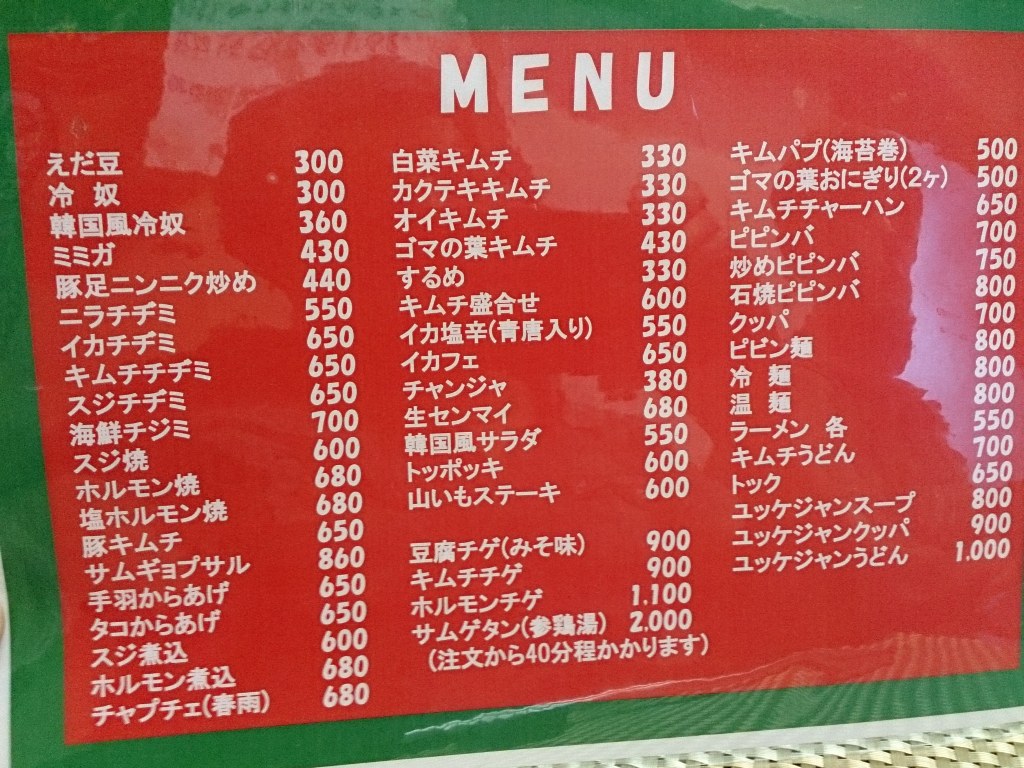 MENU
えだ豆 300
冷 奴 300
韓国風冷奴 360
ミミガ 430
豚足ニンニク炒め 440
ニラチヂミ 550
イカチヂミ 650
キムチチヂミ 650
スジチヂミ 650
海鮮チジミ 700
スジ焼 600
ホルモン焼 680
塩ホルモン焼 680
豚キムチ 650
サムギョプサル 860
手羽からあげ 650
タコからあげ 650
スジ煮込 600
ホルモン煮込 680
チャプチェ(春雨) 680
白菜キムチ 330
カクテキキムチ 330
オイキムチ 330
ゴマの葉キムチ 430
するめ 330
キムチ盛合せ 600
イカ塩辛(青唐入り) 550
イカフェ 650
チャンジャ 380
生センマイ 680
韓国風サラダ 550
トッポッキ 600
山いもステーキ 600
豆腐チゲ(みそ味) 900
キムチチゲ 900
ホルモンチゲ 1.100
サムゲタン(参鶏湯) 2.000
(注文から40分程かかります)
キムパプ(海苔巻) 500
ゴマの葉おにぎり(2ヶ) 500
キムチチャーハン 650
ピピンバ 700
炒めピピンバ 750
石焼ピピンバ 800
クッパ 700
ピビン麺 800
冷 麺 800
温 麺 800
ラーメン 各 550
キムチうどん 700
トック 650
ユッケジャンスープ 800
ユッケジャンクッパ 900
ユッケジャンうどん 1.000